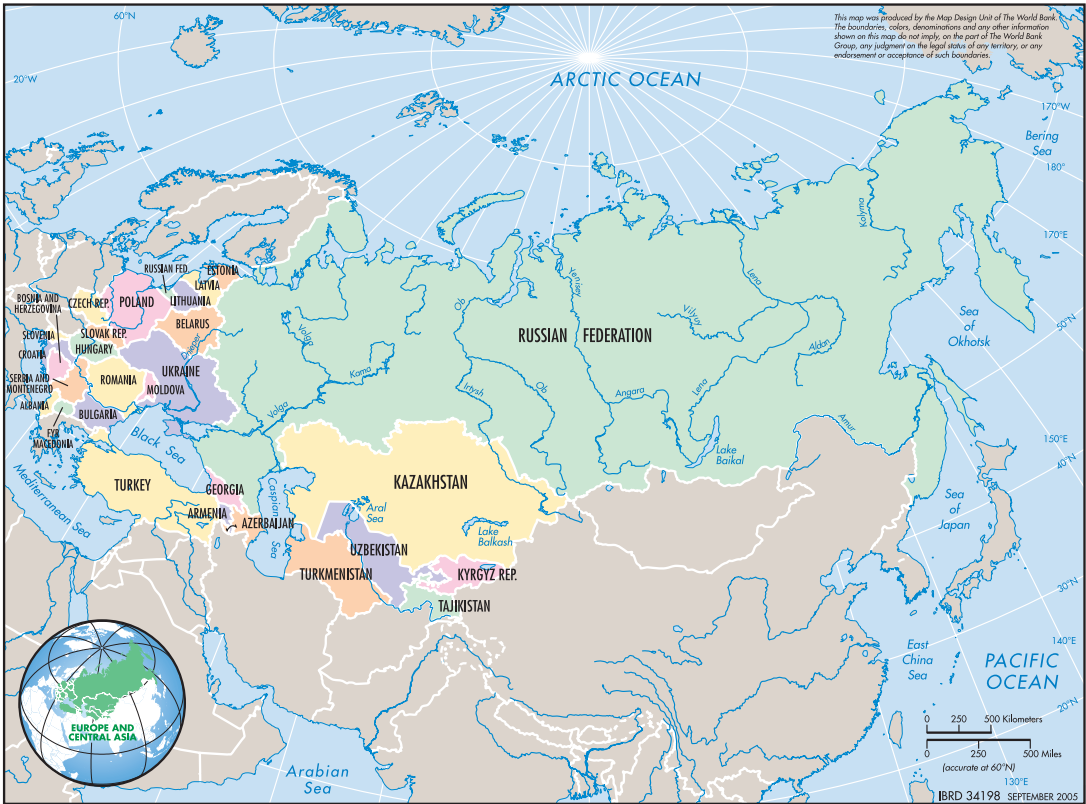 60°N
This map was produced by the Map Design Unit of The World Bank.
The boundaries, colors, denominations and any other information
shown on this map do not imply, on the part of The World Bank
Group, any judgment on the legal status of any territory, or any
endorsement or acceptance of such boundaries.
20°W
ARCTIC OCEAN
170°W
Bering
Sea
180°
Kolyma
170°E
RUSSIAN FED.
ESTONIA
LATVIA
LITHUANIA
BOSNIA AND
HERZEGOVINA
CZECH REP.
POLAND
Ob
Yenisey
Lena
Vilyuy
Sea
of
Okhotsk
50°N
SLOVENIA
SLOVAK REP.
BELARUS
Volga
RUSSIAN FEDERATION
Aldan
CROATIA
HUNGARY
Dnieper
UKRAINE
Kama
SERBIA AND
MONTENEGRO
ROMANIA
MOLDOVA
Irtysh
Ob
Angara
Lena
ALBANIA
BULGARIA
Volga
FYR
MACEDONIA
Black
Sea
Amur
150°E
Lake
Baikal
40°N
Mediterranean Sea
TURKEY
GEORGIA
Caspian
Sea
KAZAKHSTAN
Aral
Sea
Sea
of
Japan
ARMENIA
AZERBAIJAN
Lake
Balkash
UZBEKISTAN
TURKMENISTAN
KYRGYZ REP.
30°N
TAJIKISTAN
140°E
East
China
Sea
PACIFIC
OCEAN
20°N
EUROPE AND
CENTRAL ASIA
0 250 500 Kilometers
0 250 500 Miles
(accurate at 60°N)
Arabian
Sea
130°E
IBRD 34198 SEPTEMBER 2005